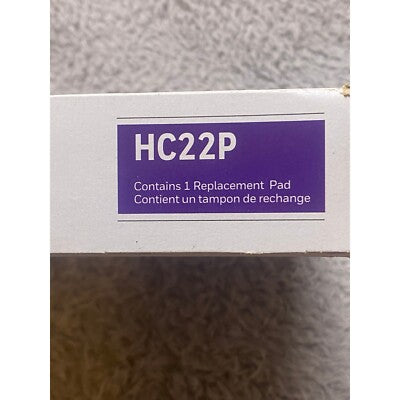 HC22P
Contains 1 Replacement Pad
Contient un tampon de rechange